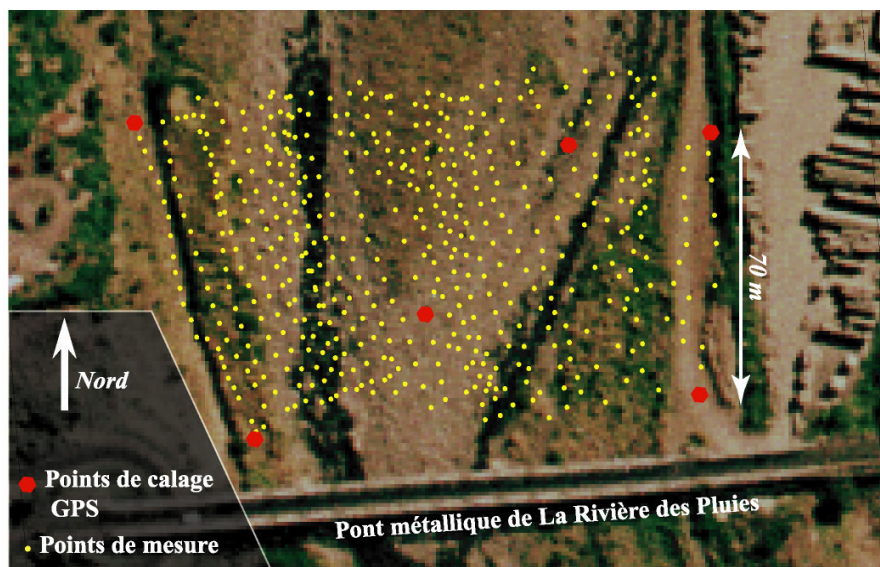 70 m
Nord
Points de calage
GPS
Points de mesure
Pont métallique de La Rivière des Pluies